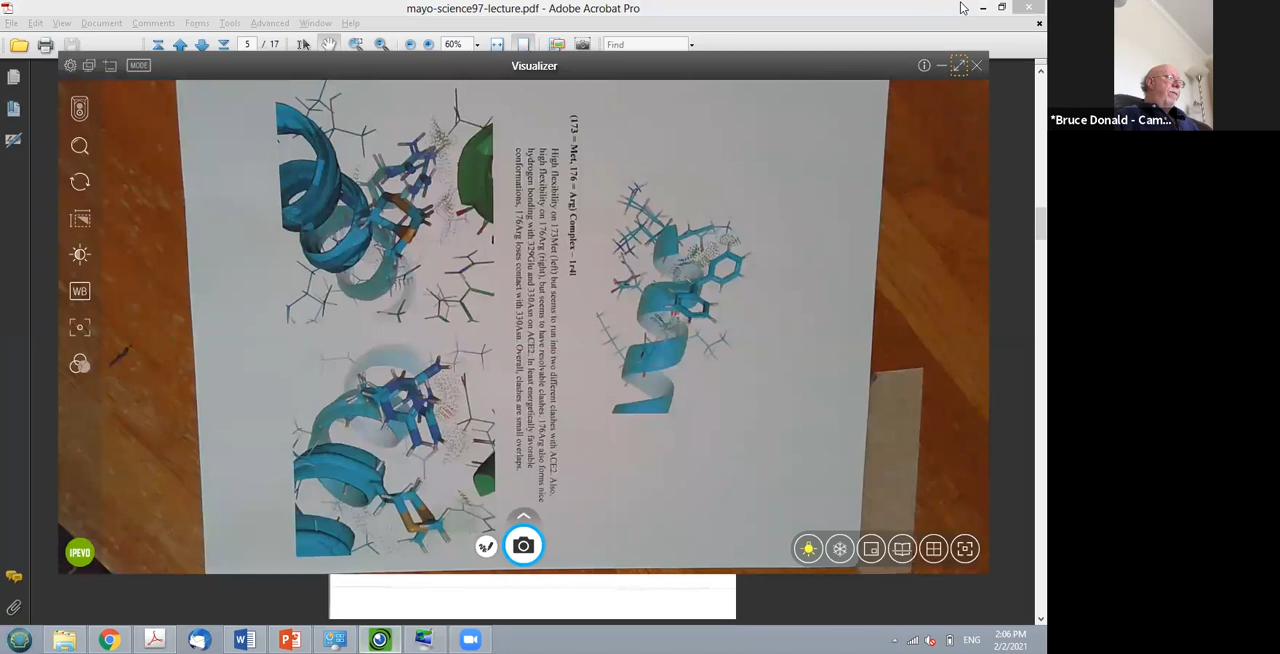 mayo-science97-lecture.pdf - Adobe Acrobat Pro
File Edit View Document Comments Forms Tools Advanced Window Help
5 / 17 60% Find
MODE Visualizer
(173 = Met, 176 = Arg) Complex – 1r4l
High flexibility on 173Met (left) but seems to run into two different clashes with ACE2. Also,
high flexibility on 176Arg (right), but seems to have resolvable clashes. 176Arg also forms nice
hydrogen bonding with 329Glu and 330Asn on ACE2. In least energetically favorable
conformations, 176Arg loses contact with 330Asn. Overall, clashes are small overlaps.
WB
IPEVO
*Bruce Donald - Cam...
ENG
2:06 PM
2/2/2021